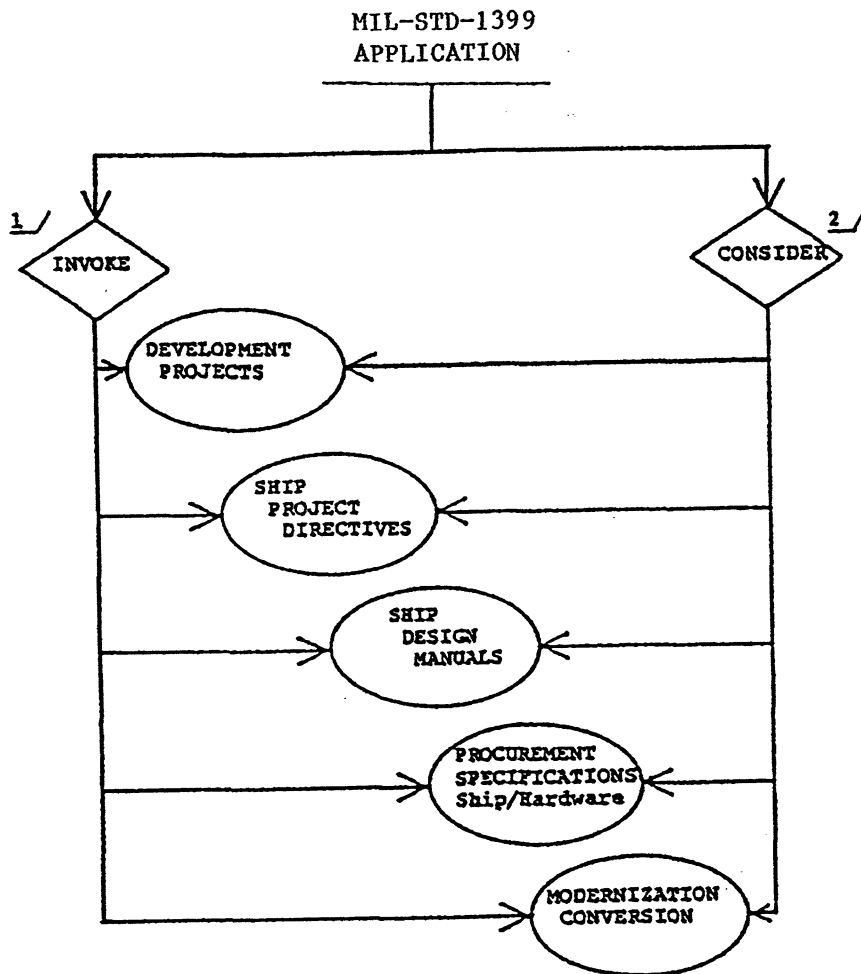 MIL-STD-1399
APPLICATION
1/
2/
INVOKE
CONSIDER
DEVELOPMENT
PROJECTS
SHIP
PROJECT
DIRECTIVES
SHIP
DESIGN
MANUALS
PROCUREMENT
SPECIFICATIONS
Ship/Hardware
MODERNIZATION
CONVERSION